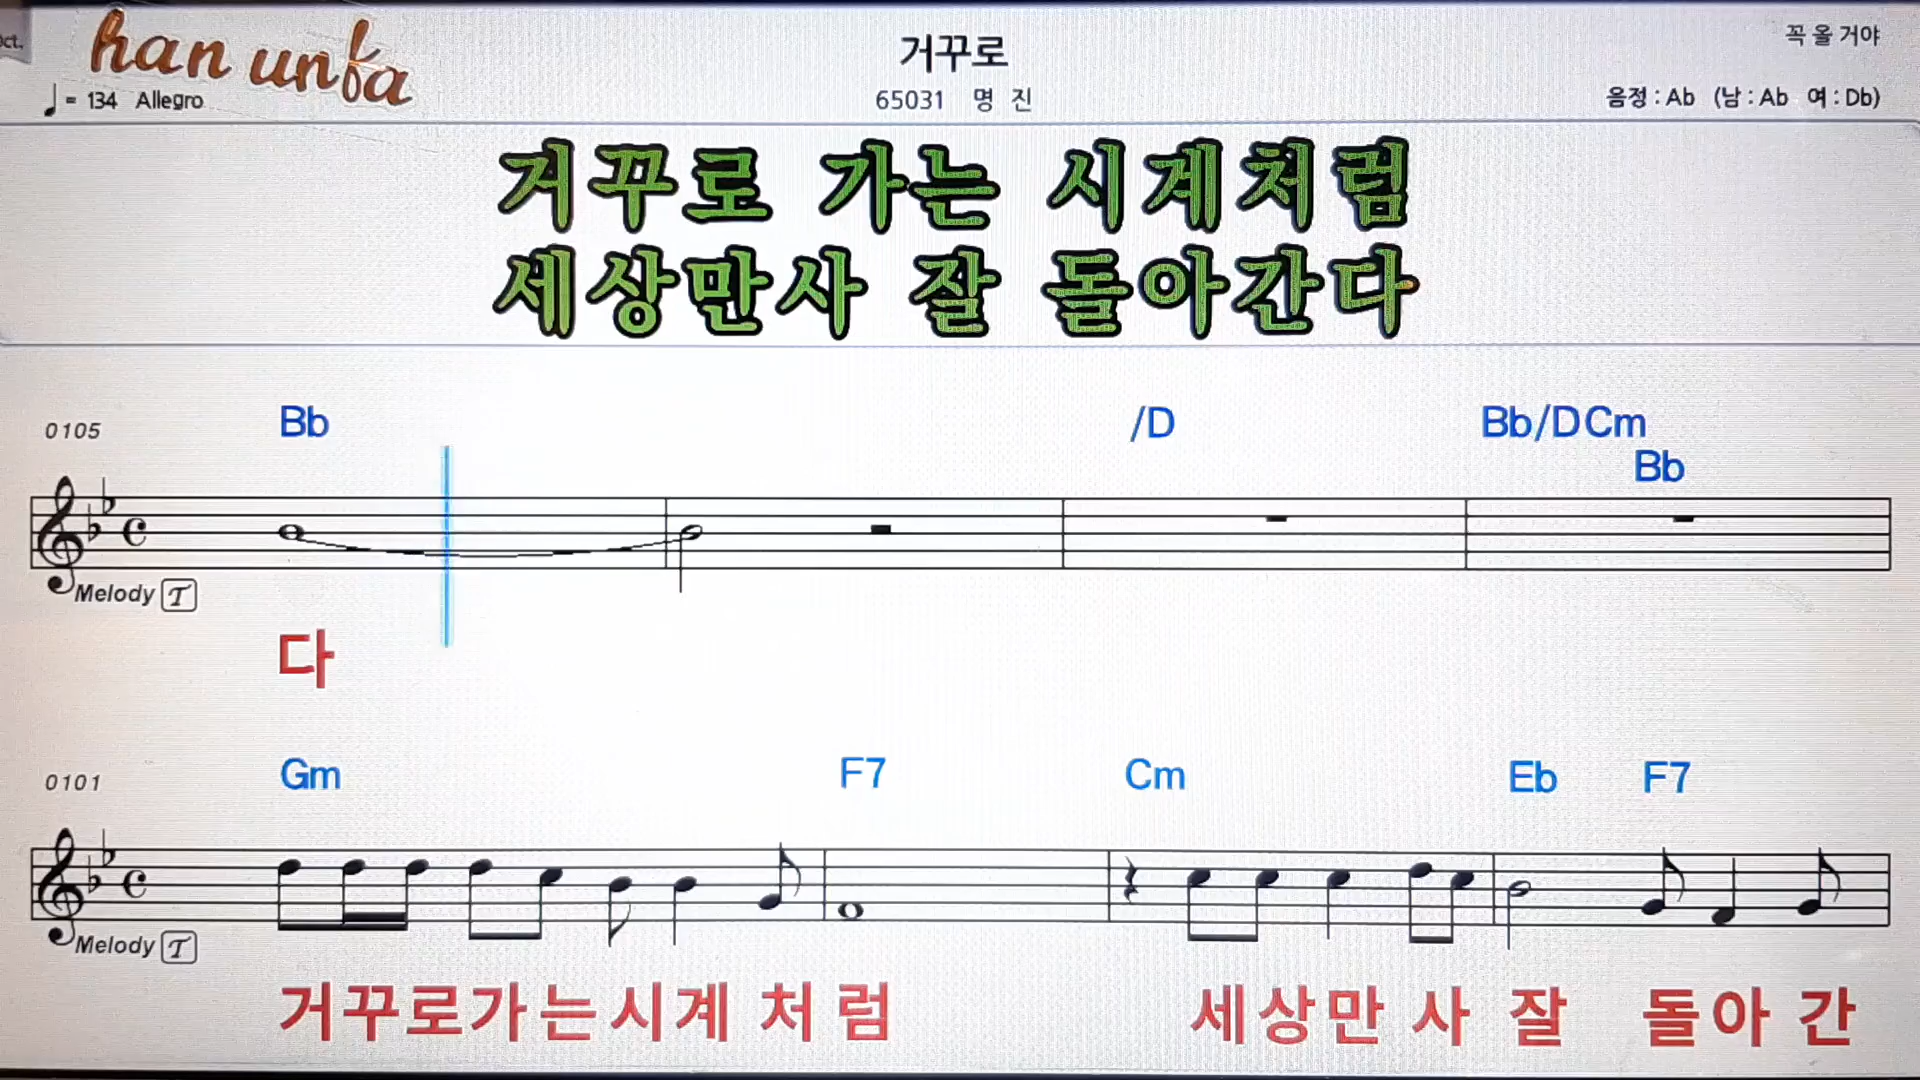 oct.
han unfa
거꾸로
꼭 올 거야
♩ = 134 Allegro
65031 명 진
음정 : Ab (남 : Ab 여 : Db)
거꾸로 가는 시계처럼
세상만사 잘 돌아간다
0105 Bb /D Bb/D Cm
Bb
Melody T
다
0101 Gm F7 Cm Eb F7
Melody T
거꾸로가는시계 처 럼 세상만 사 잘 돌아 간